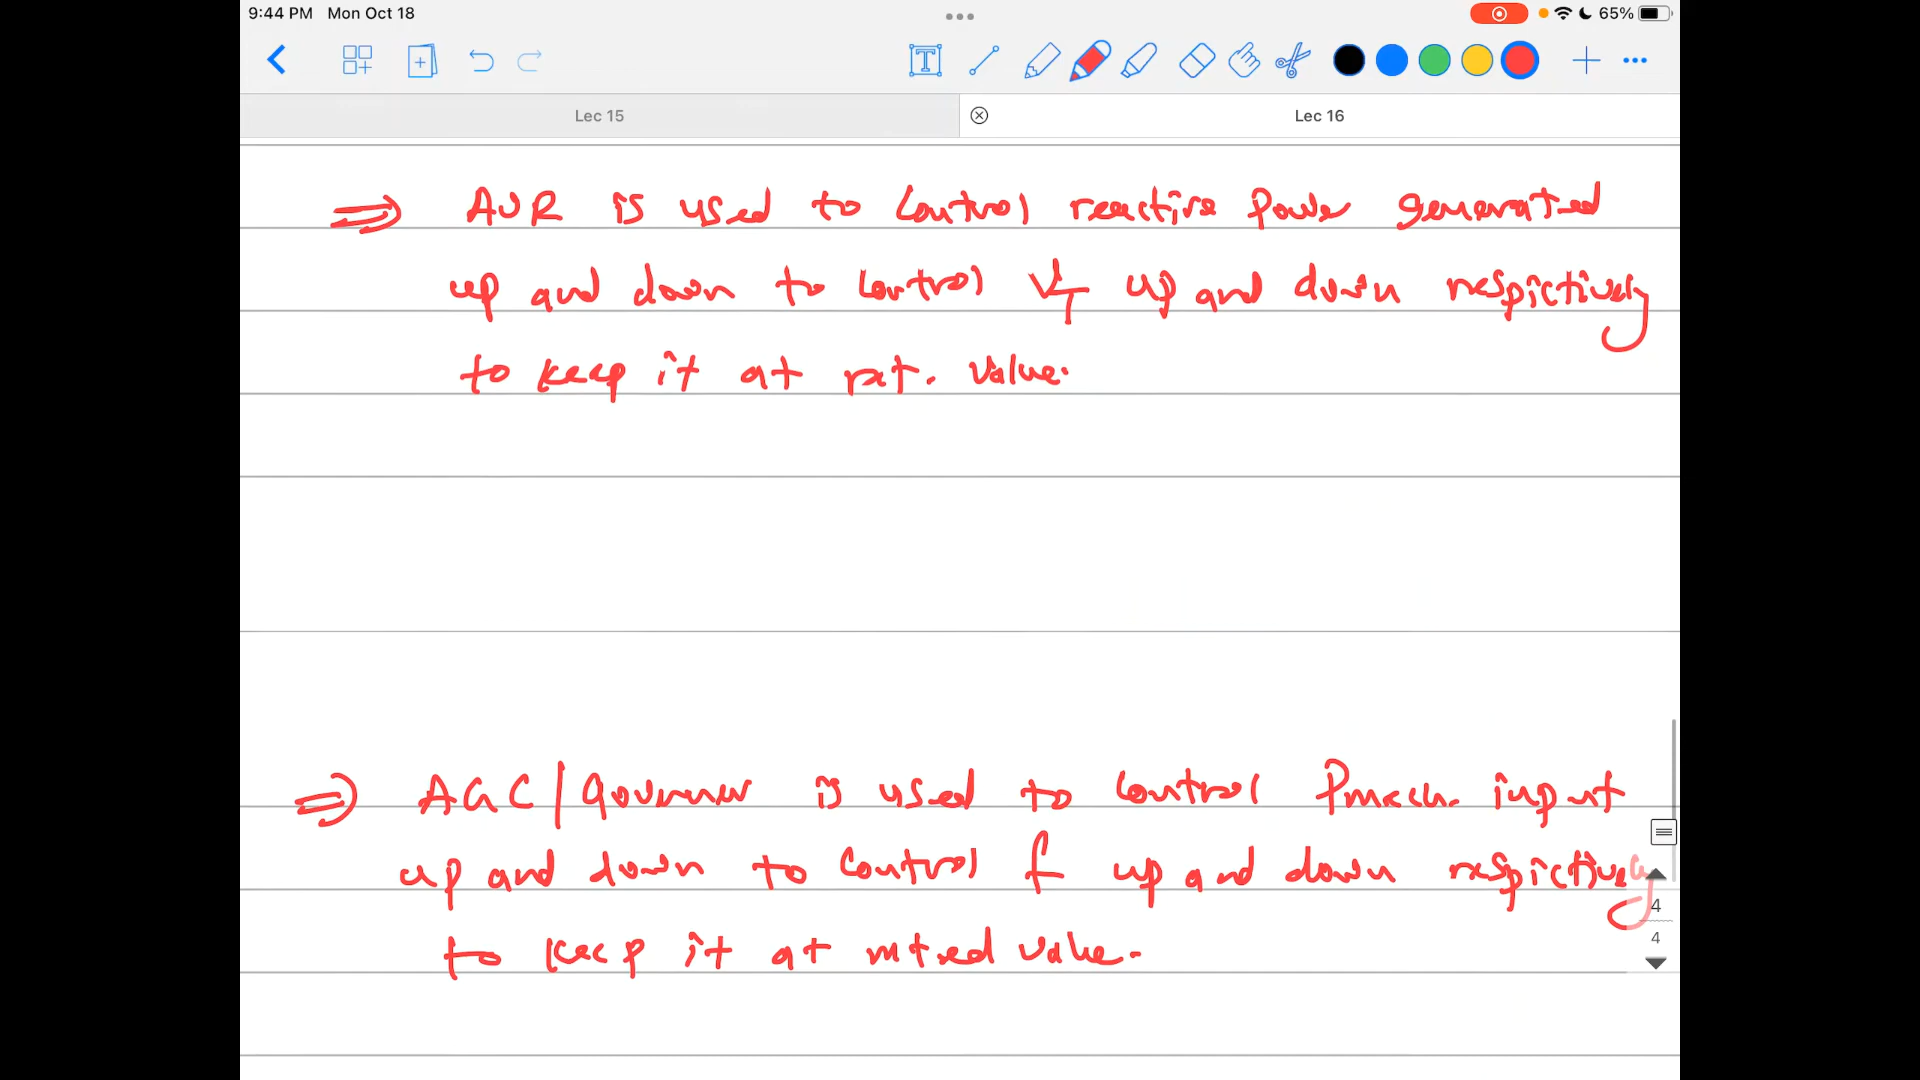 9:44 PM Mon Oct 18
65%
Lec 15
Lec 16
⇒ AVR is used to control reactive power generated
up and down to control VT up and down respictively
to keep it at rat. value.
⇒ AGC/Governer is used to control Pmech. input
up and down to control f up and down respictively
to keep it at rated value.
4
4